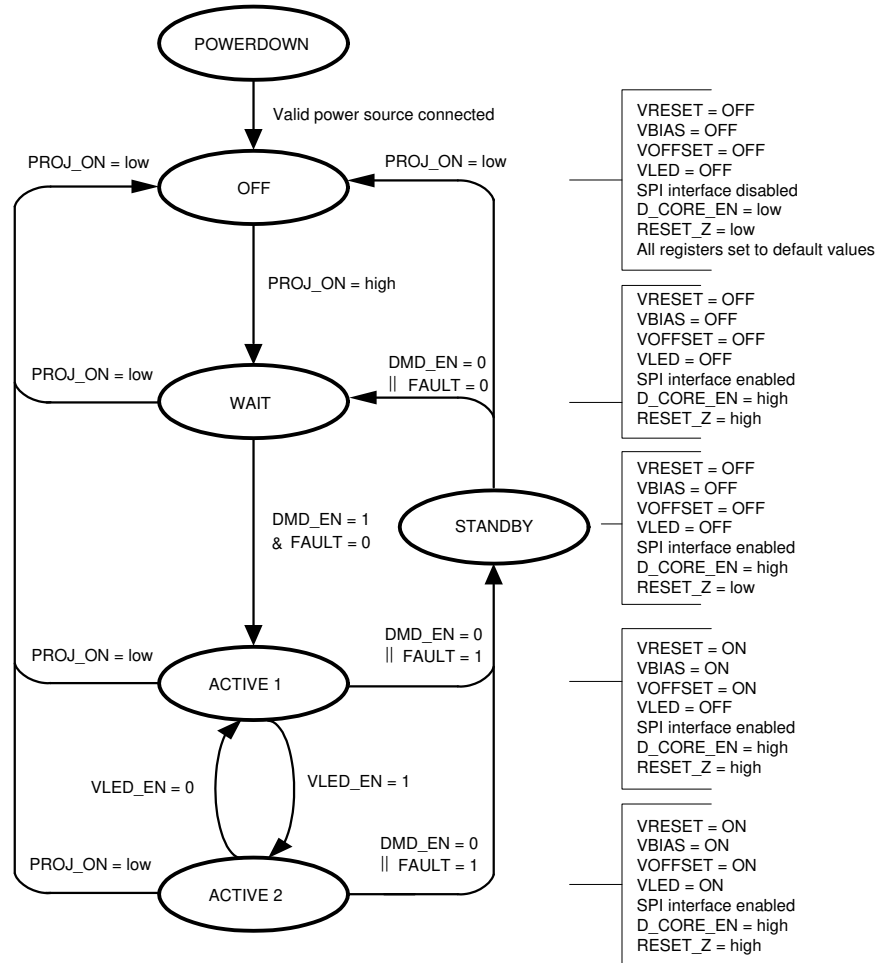 POWERDOWN
Valid power source connected
PROJ_ON = low
OFF
PROJ_ON = low
VRESET = OFF
VBIAS = OFF
VOFFSET = OFF
VLED = OFF
SPI interface disabled
D_CORE_EN = low
RESET_Z = low
All registers set to default values
PROJ_ON = high
PROJ_ON = low
WAIT
DMD_EN = 0
|| FAULT = 0
VRESET = OFF
VBIAS = OFF
VOFFSET = OFF
VLED = OFF
SPI interface enabled
D_CORE_EN = high
RESET_Z = high
DMD_EN = 1
& FAULT = 0
STANDBY
VRESET = OFF
VBIAS = OFF
VOFFSET = OFF
VLED = OFF
SPI interface enabled
D_CORE_EN = high
RESET_Z = low
PROJ_ON = low
ACTIVE 1
DMD_EN = 0
|| FAULT = 1
VRESET = ON
VBIAS = ON
VOFFSET = ON
VLED = OFF
SPI interface enabled
D_CORE_EN = high
RESET_Z = high
VLED_EN = 0
VLED_EN = 1
PROJ_ON = low
ACTIVE 2
DMD_EN = 0
|| FAULT = 1
VRESET = ON
VBIAS = ON
VOFFSET = ON
VLED = ON
SPI interface enabled
D_CORE_EN = high
RESET_Z = high